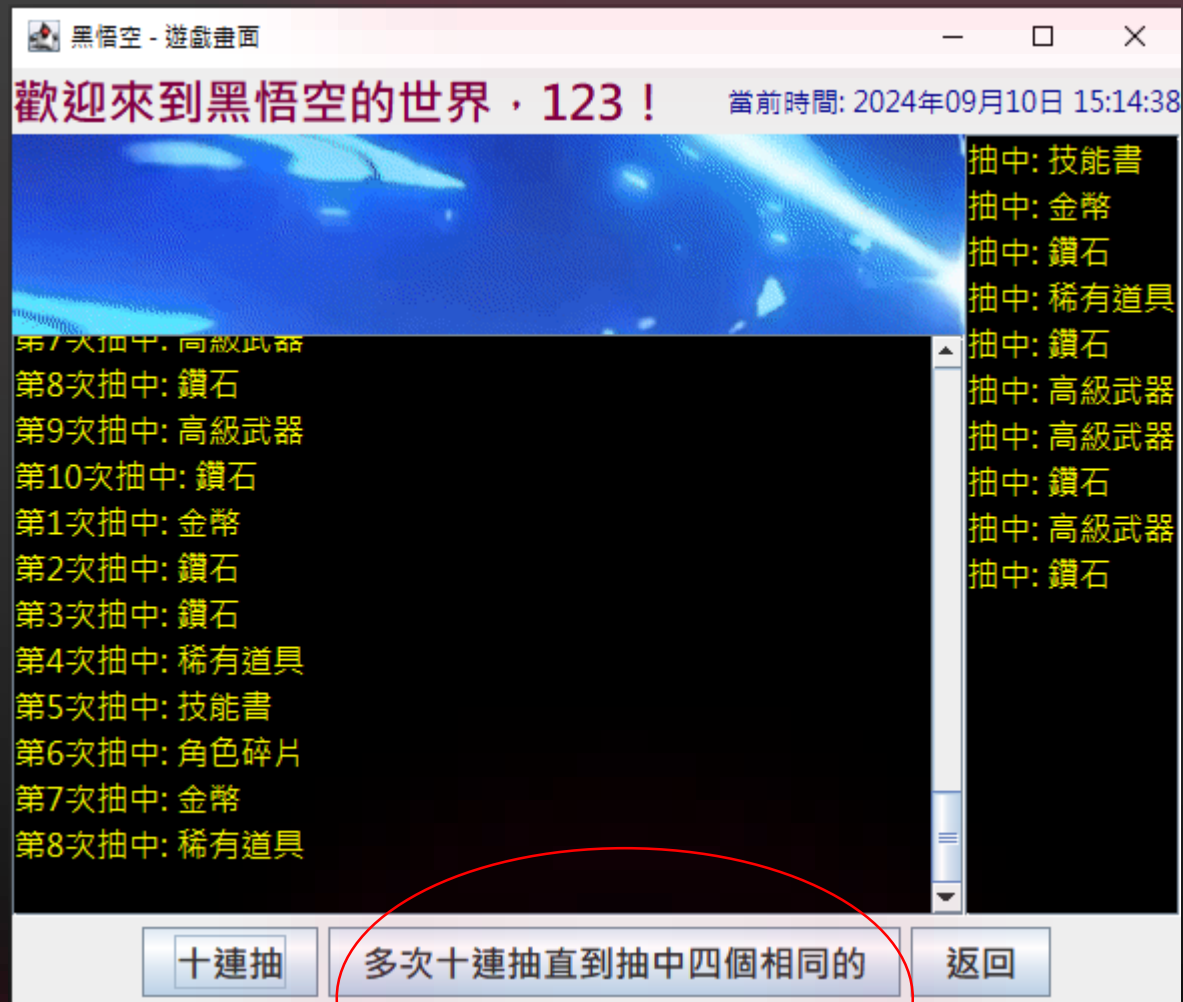 黑悟空 - 遊戲畫面
歡迎來到黑悟空的世界，123！
當前時間: 2024年09月10日 15:14:38
第7次抽中: 高級武器
第8次抽中: 鑽石
第9次抽中: 高級武器
第10次抽中: 鑽石
第1次抽中: 金幣
第2次抽中: 鑽石
第3次抽中: 鑽石
第4次抽中: 稀有道具
第5次抽中: 技能書
第6次抽中: 角色碎片
第7次抽中: 金幣
第8次抽中: 稀有道具
抽中: 技能書
抽中: 金幣
抽中: 鑽石
抽中: 稀有道具
抽中: 鑽石
抽中: 高級武器
抽中: 高級武器
抽中: 鑽石
抽中: 高級武器
抽中: 鑽石
十連抽
多次十連抽直到抽中四個相同的
返回